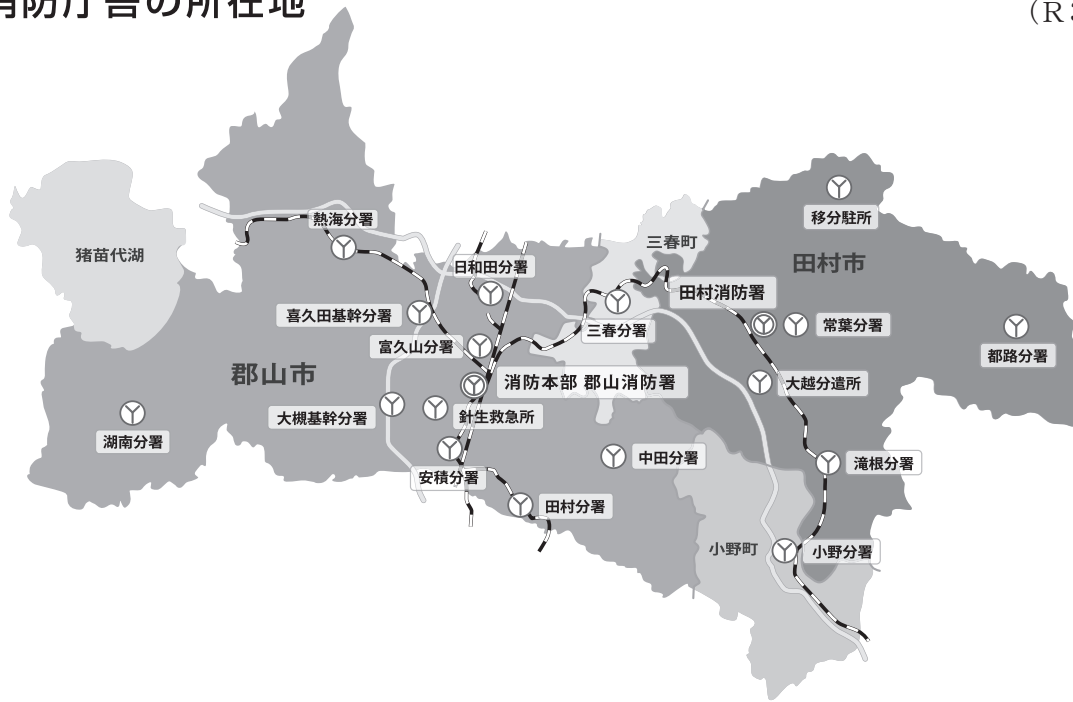 消防庁舎の所在地
（R3
熱海分署
移分駐所
三春町
猪苗代湖
田村市
日和田分署
田村消防署
喜久田基幹分署
三春分署
常葉分署
富久山分署
都路分署
郡山市
消防本部 郡山消防署
大越分遣所
大槻基幹分署
針生救急所
湖南分署
中田分署
滝根分署
安積分署
田村分署
小野町
小野分署